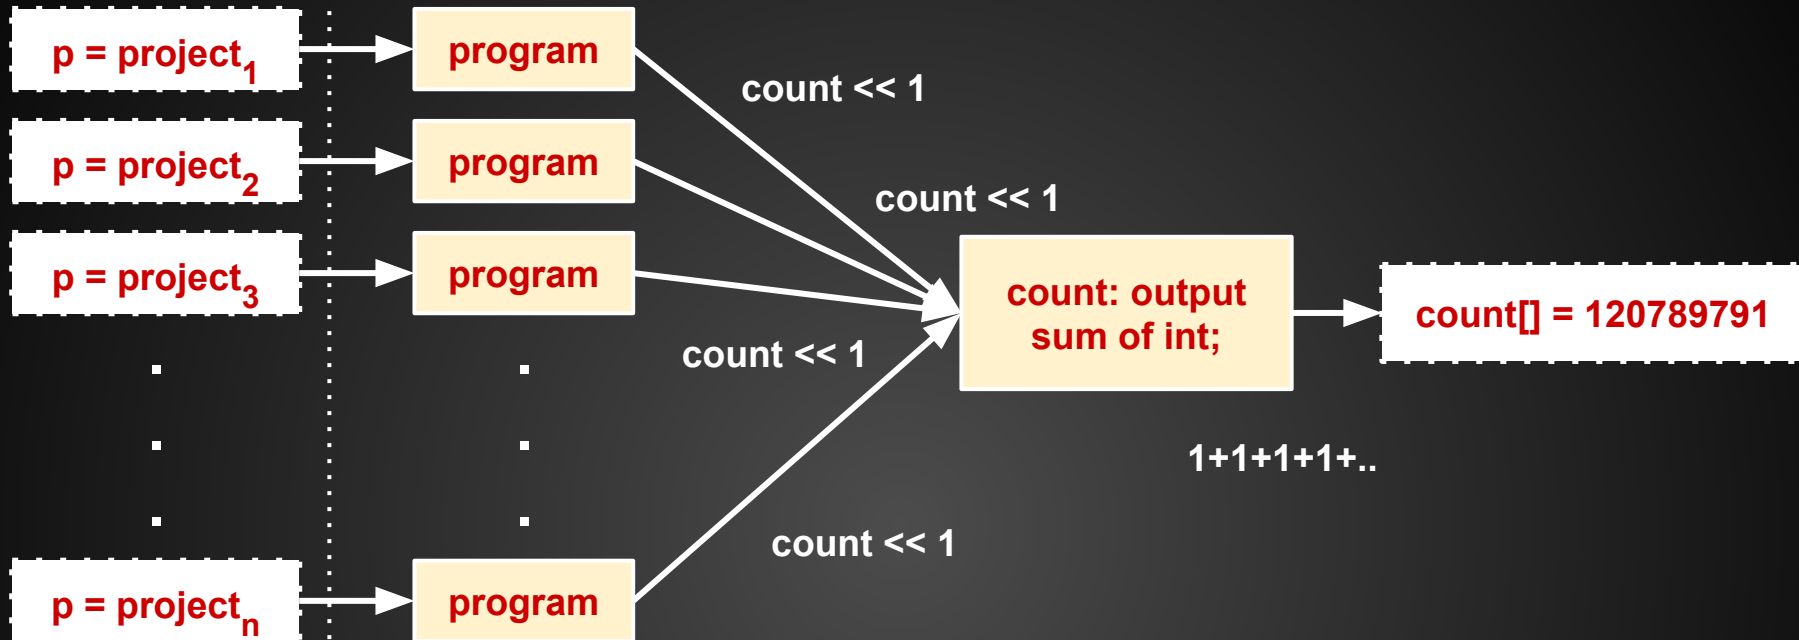 p = project1
program
count << 1
p = project2
program
count << 1
p = project3
program
count: output
sum of int;
count[] = 120789791
count << 1
1+1+1+1+..
count << 1
p = projectn
program